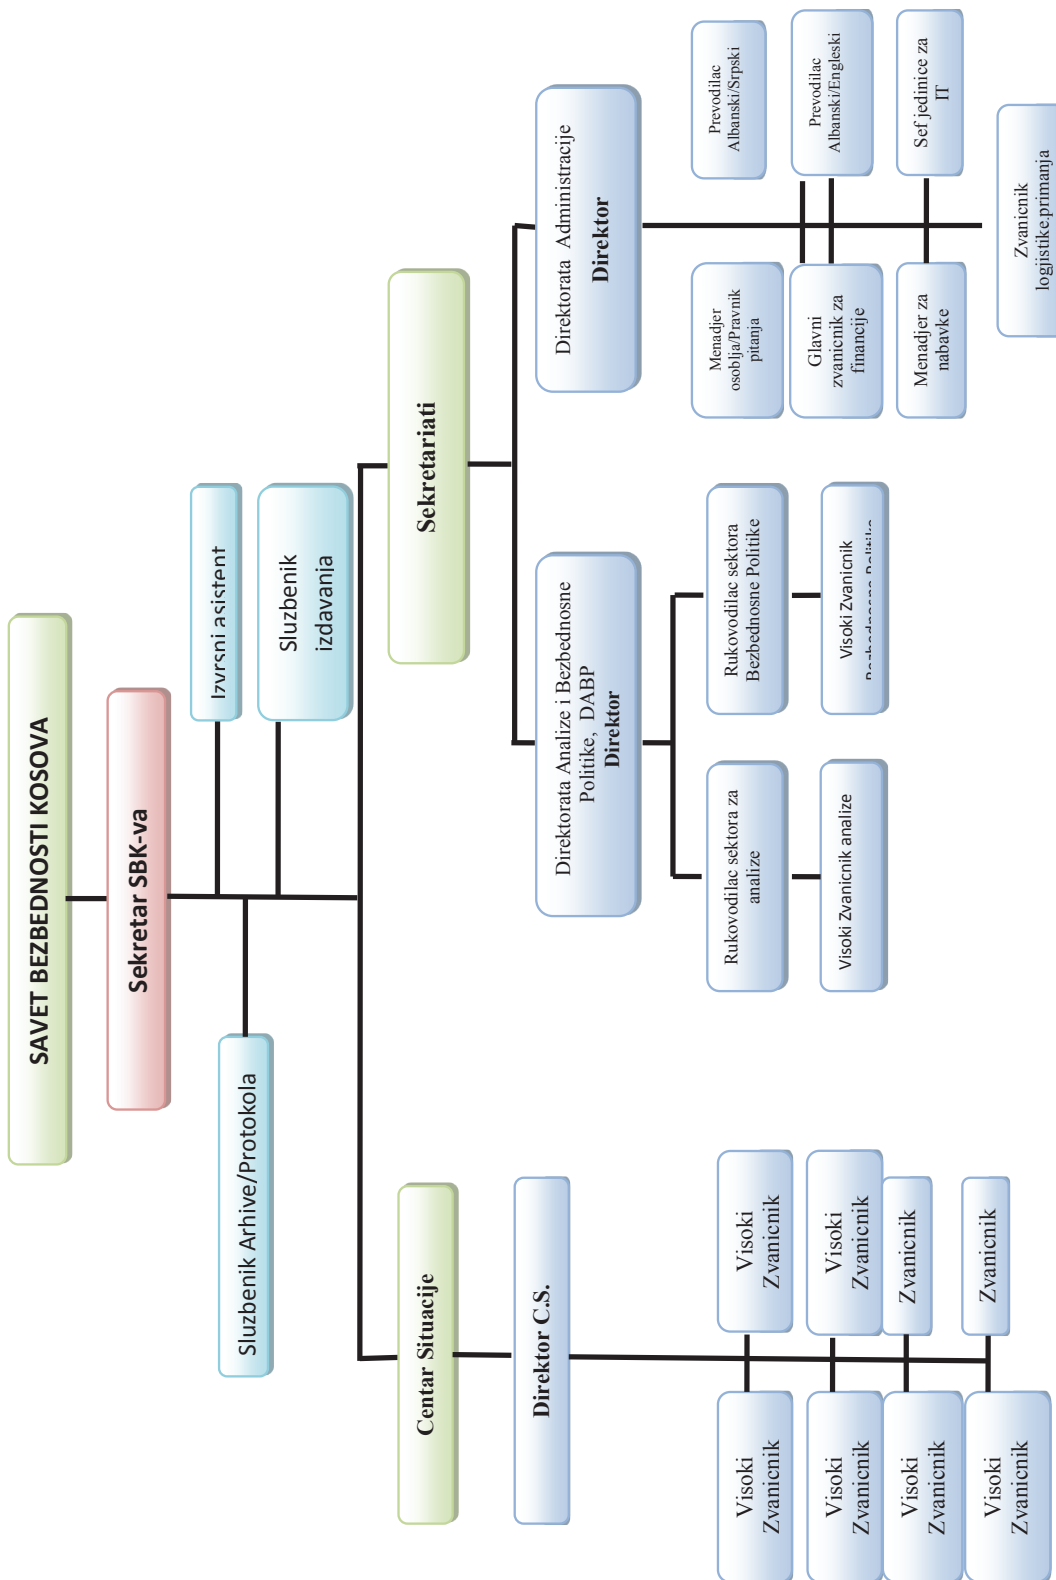 SAVET BEZBEDNOSTI KOSOVA
Sekretar SBK-va
Sluzbenik Arhive/Protokola
Izvrsni asistent
Sluzbenik
izdavanja
Centar Situacije
Sekretariati
Direktor C.S.
Direktorata Analize i Bezbednosne
Politike, DABP
Direktor
Direktorata Administracije
Direktor
Visoki
Zvanicnik
Visoki
Zvanicnik
Visoki
Zvanicnik
Visoki
Zvanicnik
Visoki
Zvanicnik
Zvanicnik
Visoki
Zvanicnik
Zvanicnik
Rukovodilac sektora za
analize
Rukovodilac sektora
Bezbednosne Politike
Visoki Zvanicnik analize
Visoki Zvanicnik
Bezbednosne Politike
Menadjer
osoblja/Pravnik
pitanja
Prevodilac
Albanski/Srpski
Glavni
zvanicnik za
financije
Prevodilac
Albanski/Engleski
Menadjer za
nabavke
Sef jedinice za
IT
Zvanicnik
logjistike.primanja